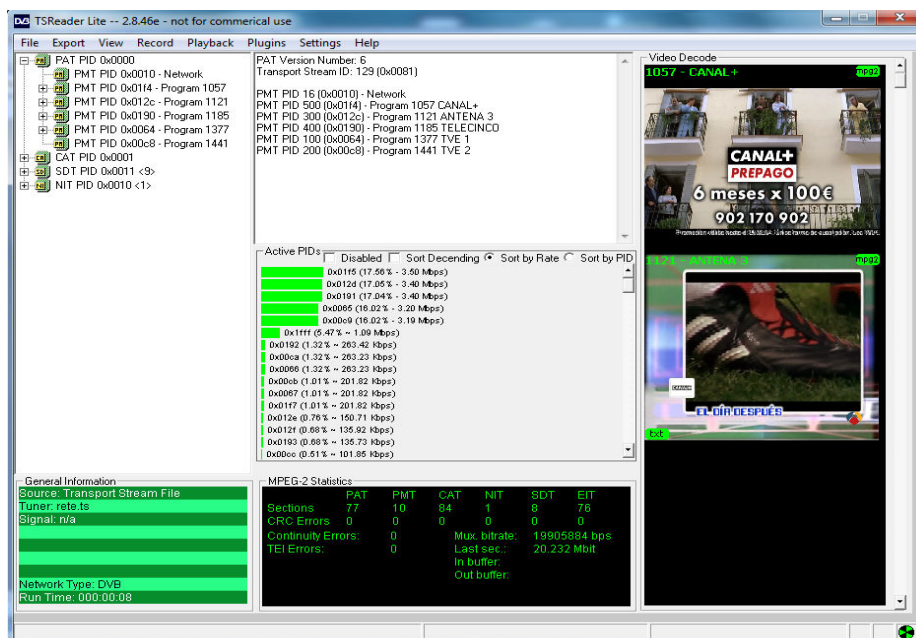 TSReader Lite -- 2.8.46e - not for commerical use
File Export View Record Playback Plugins Settings Help
PAT PID 0x0000
PMT PID 0x0010 - Network
PMT PID 0x01f4 - Program 1057
PMT PID 0x012c - Program 1121
PMT PID 0x0190 - Program 1185
PMT PID 0x0064 - Program 1377
PMT PID 0x00c8 - Program 1441
CAT PID 0x0001
SDT PID 0x0011 <9>
NIT PID 0x0010 <1>
PAT Version Number: 6
Transport Stream ID: 129 (0x0081)
PMT PID 16 (0x0010) - Network
PMT PID 500 (0x01f4) - Program 1057 CANAL+
PMT PID 300 (0x012c) - Program 1121 ANTENA 3
PMT PID 400 (0x0190) - Program 1185 TELECINCO
PMT PID 100 (0x0064) - Program 1377 TVE 1
PMT PID 200 (0x00c8) - Program 1441 TVE 2
Active PIDs
Disabled Sort Decending Sort by Rate Sort by PID
0x01f5 (17.56% - 3.50 Mbps)
0x012d (17.05% - 3.40 Mbps)
0x0191 (17.04% - 3.40 Mbps)
0x0065 (16.02% - 3.20 Mbps)
0x00c9 (16.02% - 3.19 Mbps)
0x1fff (5.47% ~ 1.09 Mbps)
0x0192 (1.32% ~ 263.42 Kbps)
0x00ca (1.32% ~ 263.23 Kbps)
0x0066 (1.32% ~ 263.23 Kbps)
0x00cb (1.01% ~ 201.82 Kbps)
0x0067 (1.01% ~ 201.82 Kbps)
0x01f7 (1.01% ~ 201.82 Kbps)
0x012e (0.76% ~ 150.71 Kbps)
0x012f (0.68% ~ 135.92 Kbps)
0x0193 (0.68% ~ 135.73 Kbps)
0x00cc (0.51% ~ 101.85 Kbps)
Video Decode
1057 - CANAL+ mpg2
CANAL+
PREPAGO
6 meses x 100€
902 170 902
1121 - ANTENA 3 mpg2
CANAL+
EL DÍA DESPUÉS
txt
General Information
Source: Transport Stream File
Tuner: rete.ts
Signal: n/a
Network Type: DVB
Run Time: 000:00:08
MPEG-2 Statistics
PAT PMT CAT NIT SDT EIT
Sections 77 10 84 1 8 76
CRC Errors 0 0 0 0 0 0
Continuity Errors: 0 Mux. bitrate: 19905884 bps
TEI Errors: 0 Last sec.: 20.232 Mbit
In buffer:
Out buffer: